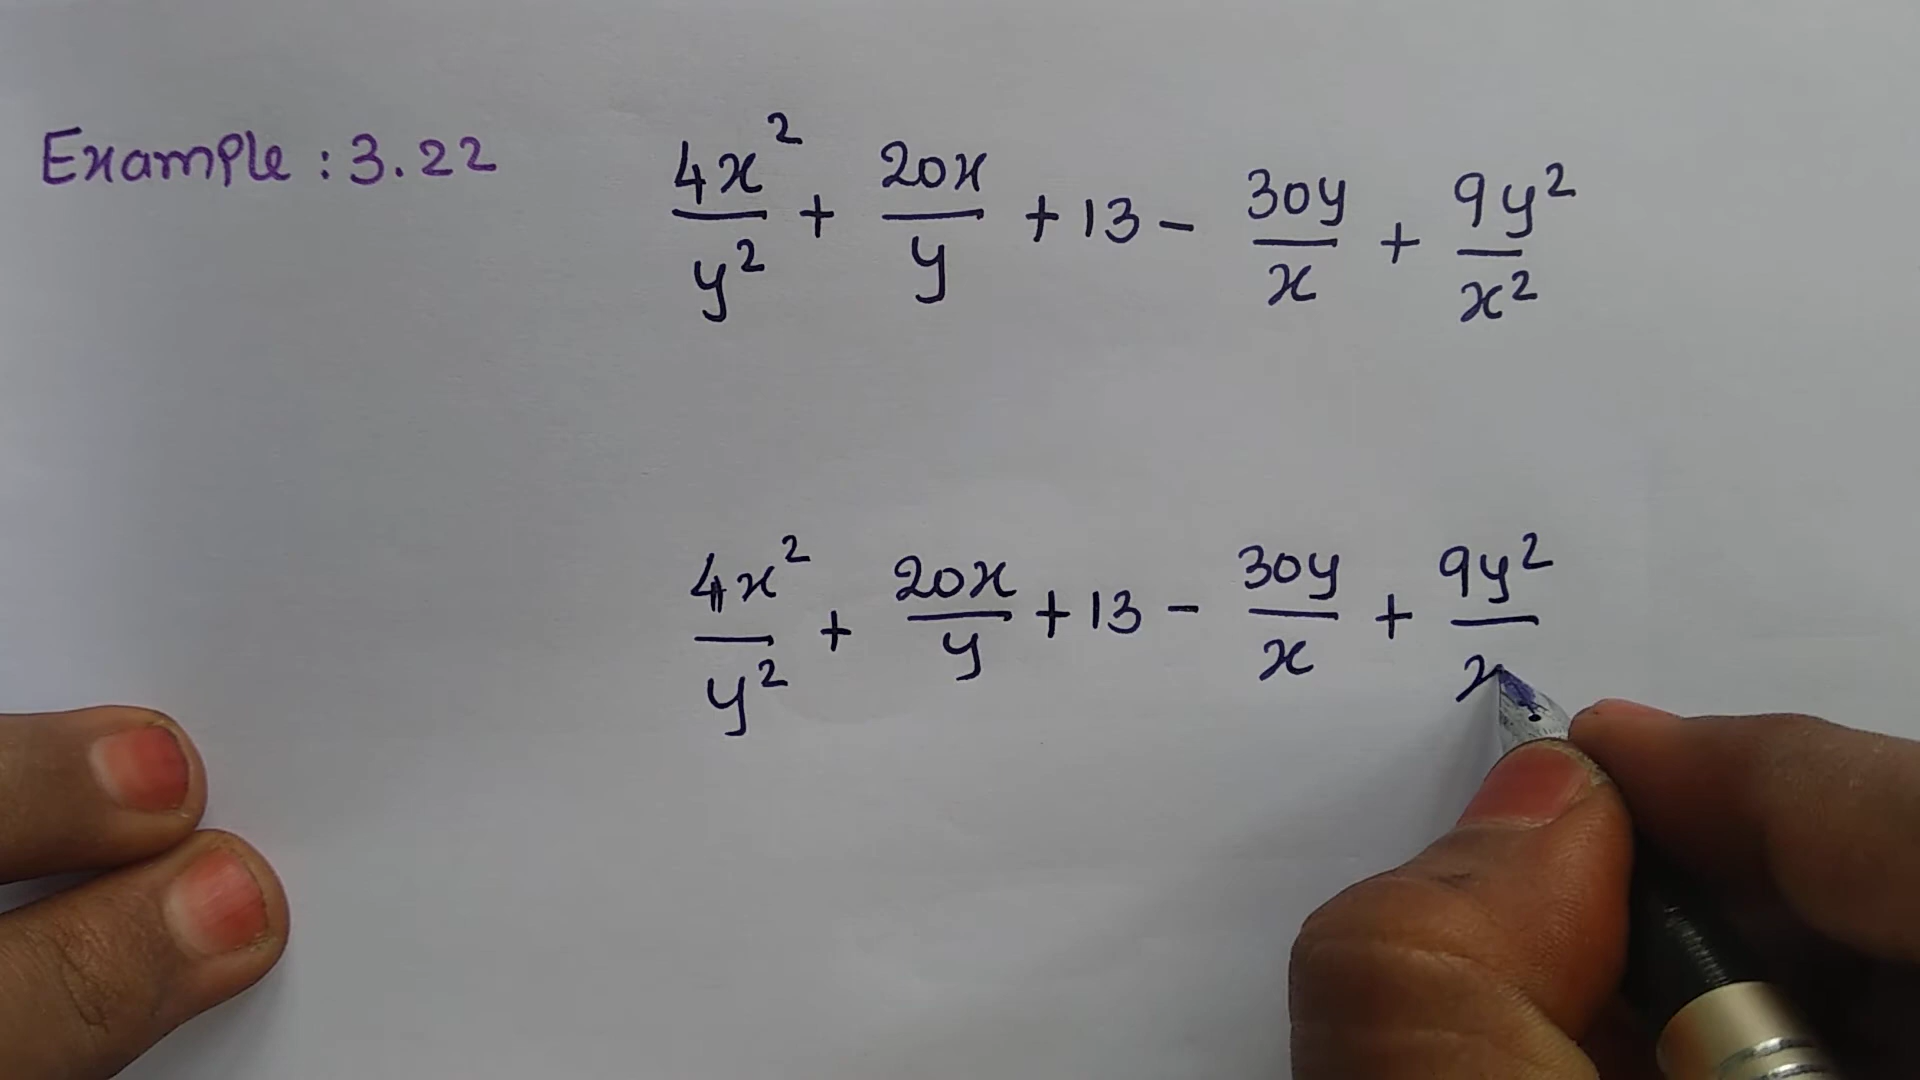 Example : 3.22
4x²/y² + 20x/y + 13 - 30y/x + 9y²/x²
4x²/y² + 20x/y + 13 - 30y/x + 9y²/x